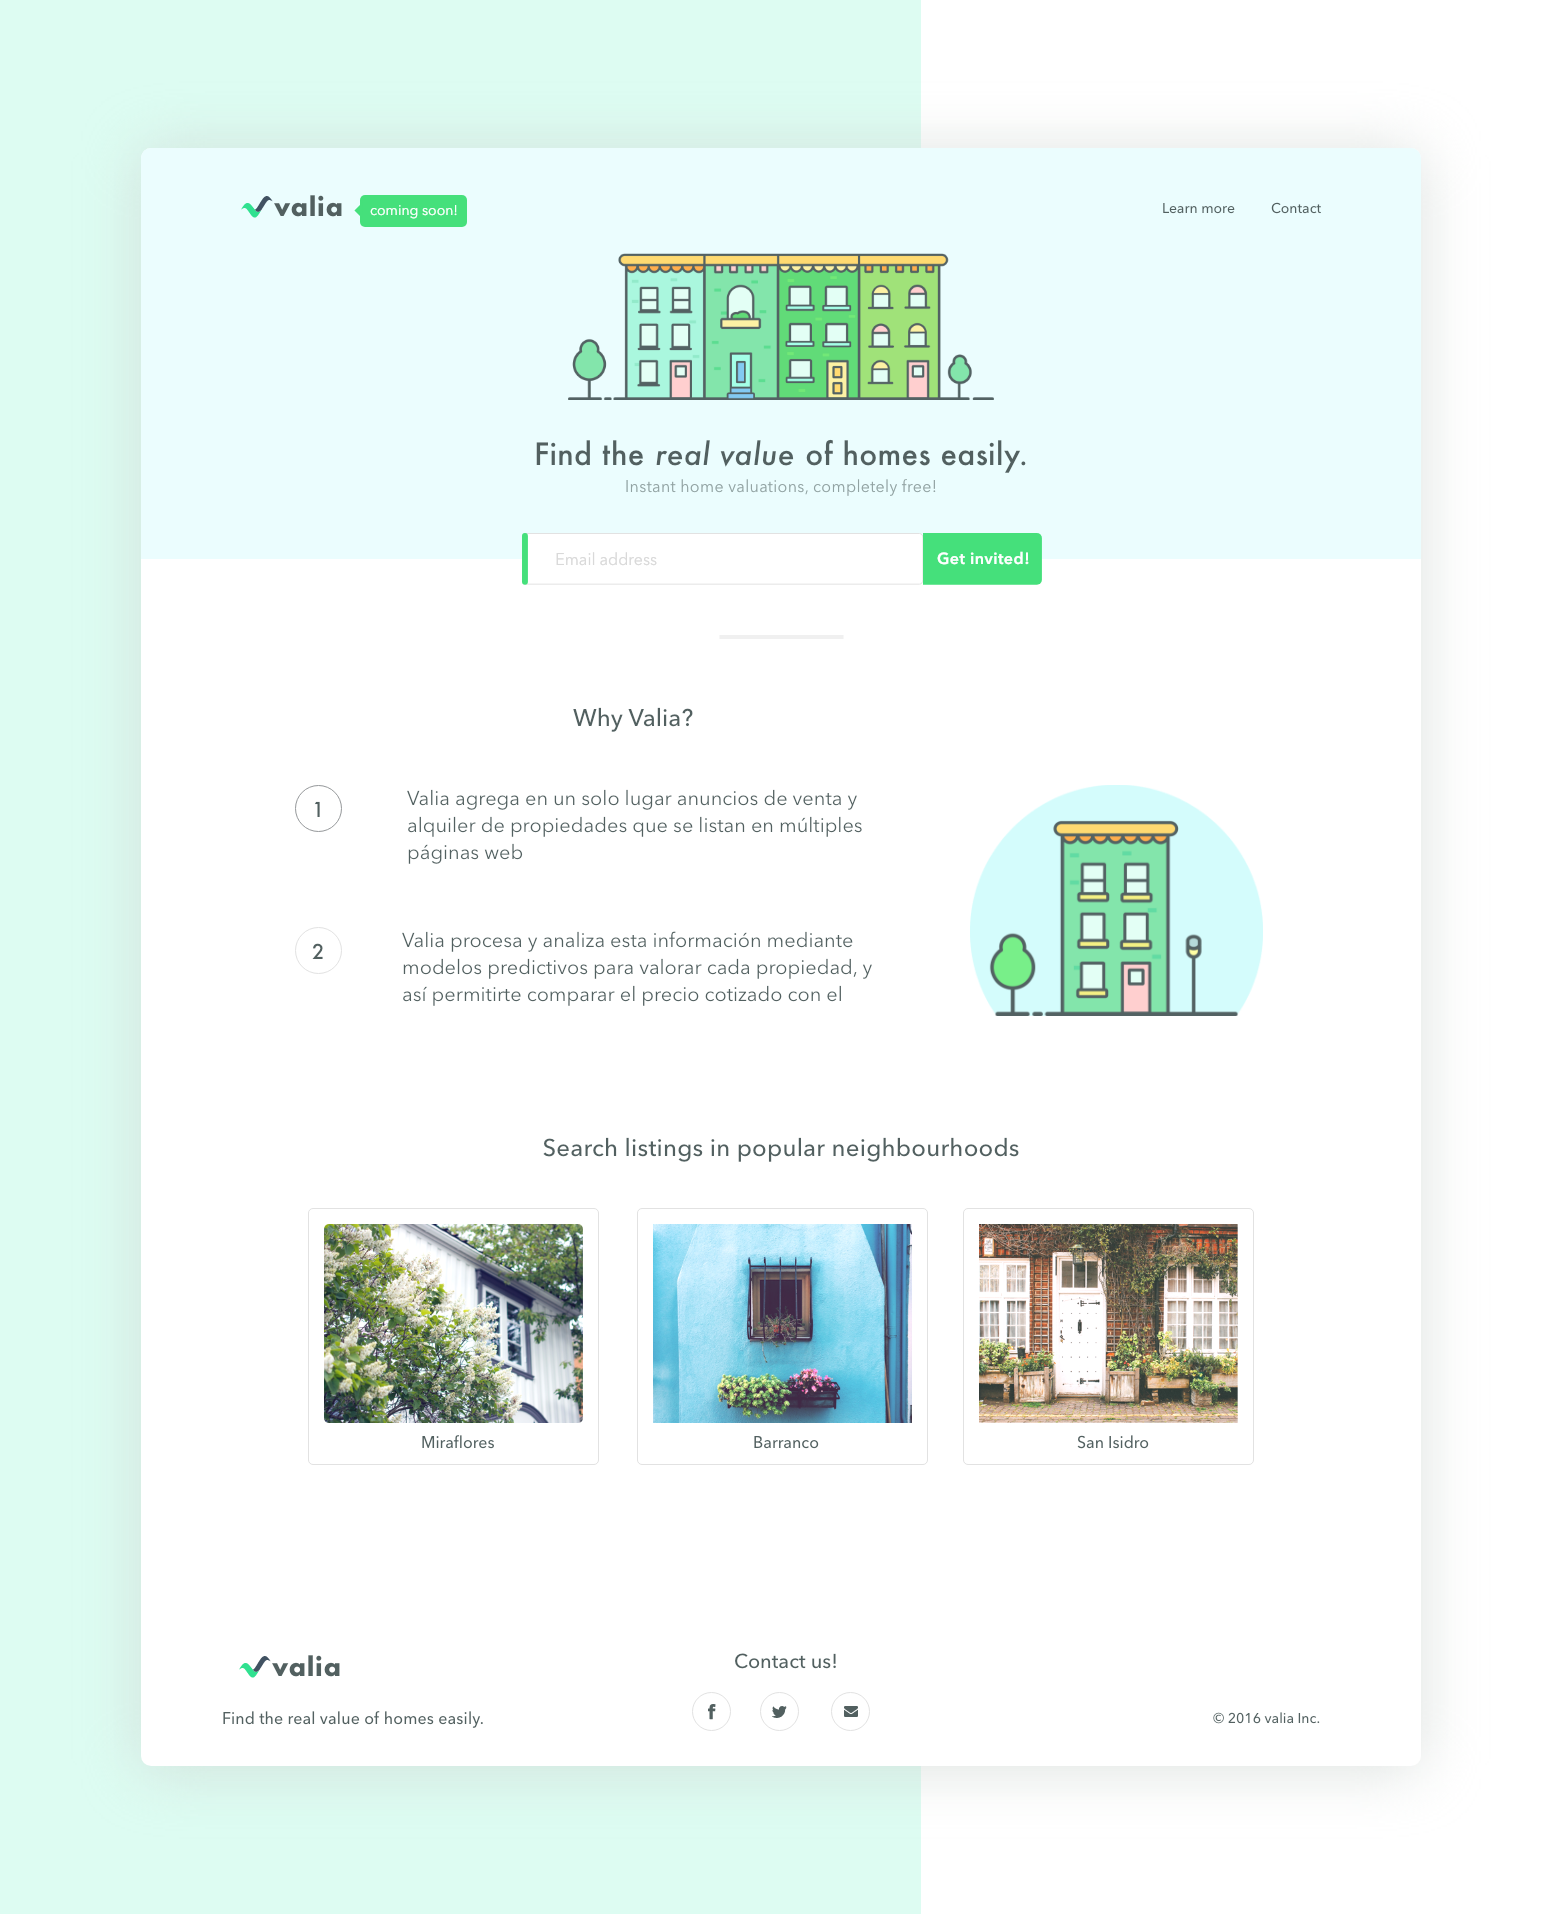 valia
coming soon!
Learn more
Contact
Find the real value of homes easily.
Instant home valuations, completely free!
Email address
Get invited!
Why Valia?
1
Valia agrega en un solo lugar anuncios de venta y
alquiler de propiedades que se listan en múltiples
páginas web
2
Valia procesa y analiza esta información mediante
modelos predictivos para valorar cada propiedad, y
así permitirte comparar el precio cotizado con el
Search listings in popular neighbourhoods
Miraflores
Barranco
San Isidro
valia
Find the real value of homes easily.
Contact us!
© 2016 valia Inc.